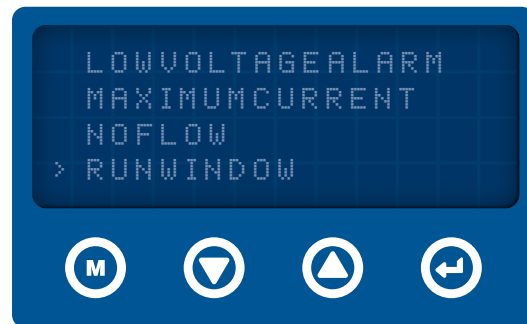 LOWVOLTAGEALARM
MAXIMUMCURRENT
NOFLOW
> RUNWINDOW
M